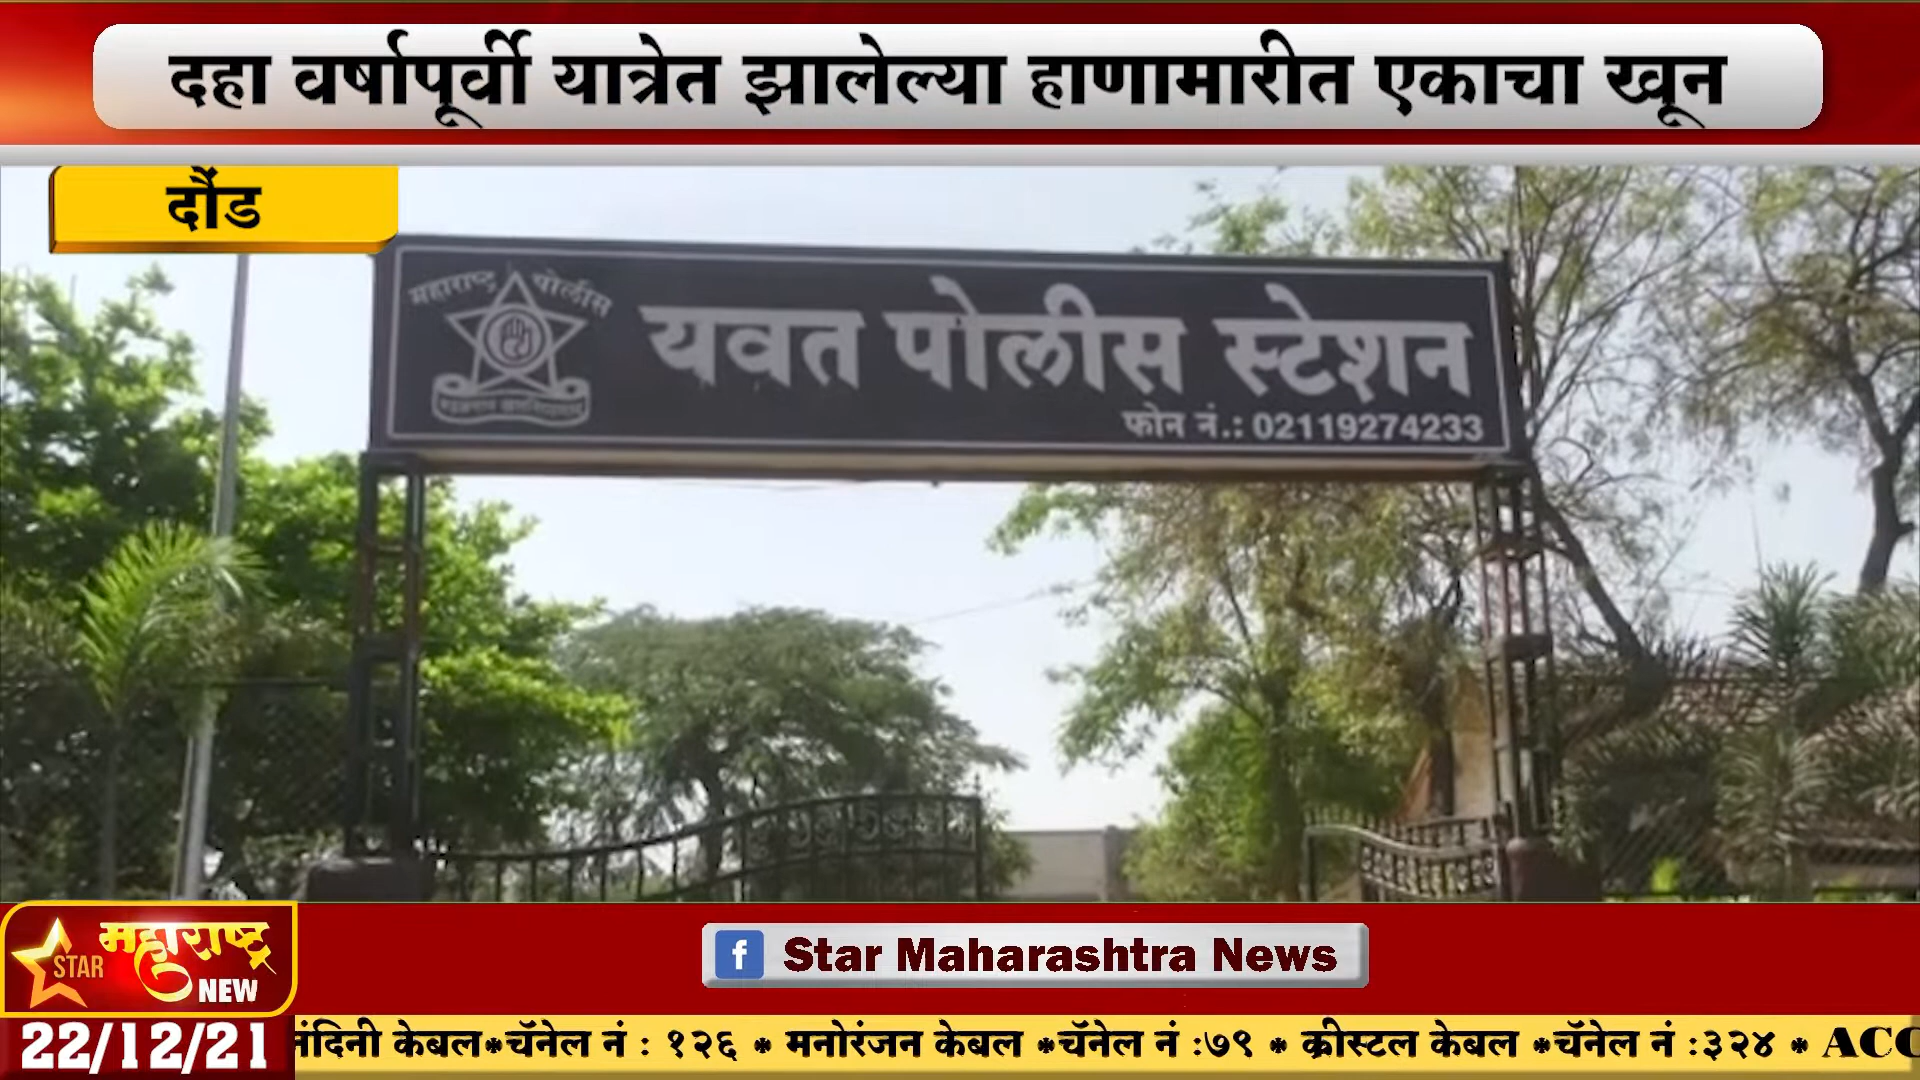 दहा वर्षापूर्वी यात्रेत झालेल्या हाणामारीत एकाचा खून
दौंड
महाराष्ट्र पोलीस
यवत पोलीस स्टेशन
फोन नं.: 02119274233
Star Maharashtra News
STAR महाराष्ट्र NEW
22/12/21
नंदिनी केबल*चॅनेल नं : १२६ * मनोरंजन केबल *चॅनेल नं :७९ * क्रीस्टल केबल *चॅनेल नं :३२४ * ACC